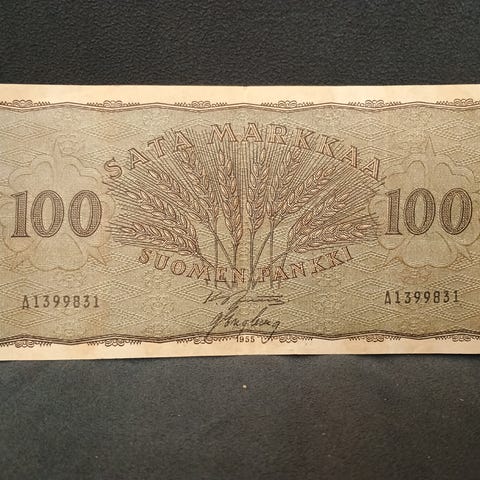 SATA MARKKAA
100 100
SUOMEN PANKKI
A1399831 A1399831
1955